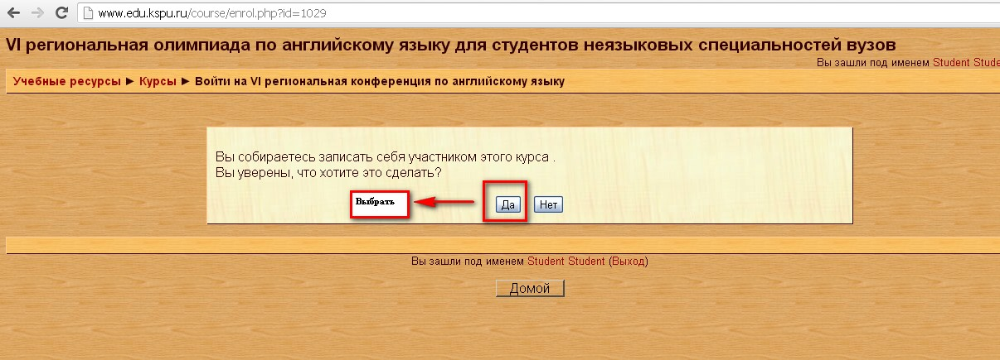 www.edu.kspu.ru/course/enrol.php?id=1029
VI региональная олимпиада по английскому языку для студентов неязыковых специальностей вузов
Вы зашли под именем Student Stude
Учебные ресурсы ► Курсы ► Войти на VI региональная конференция по английскому языку
Вы собираетесь записать себя участником этого курса .
Вы уверены, что хотите это сделать?
Выбрать Да Нет
Вы зашли под именем Student Student (Выход)
Домой